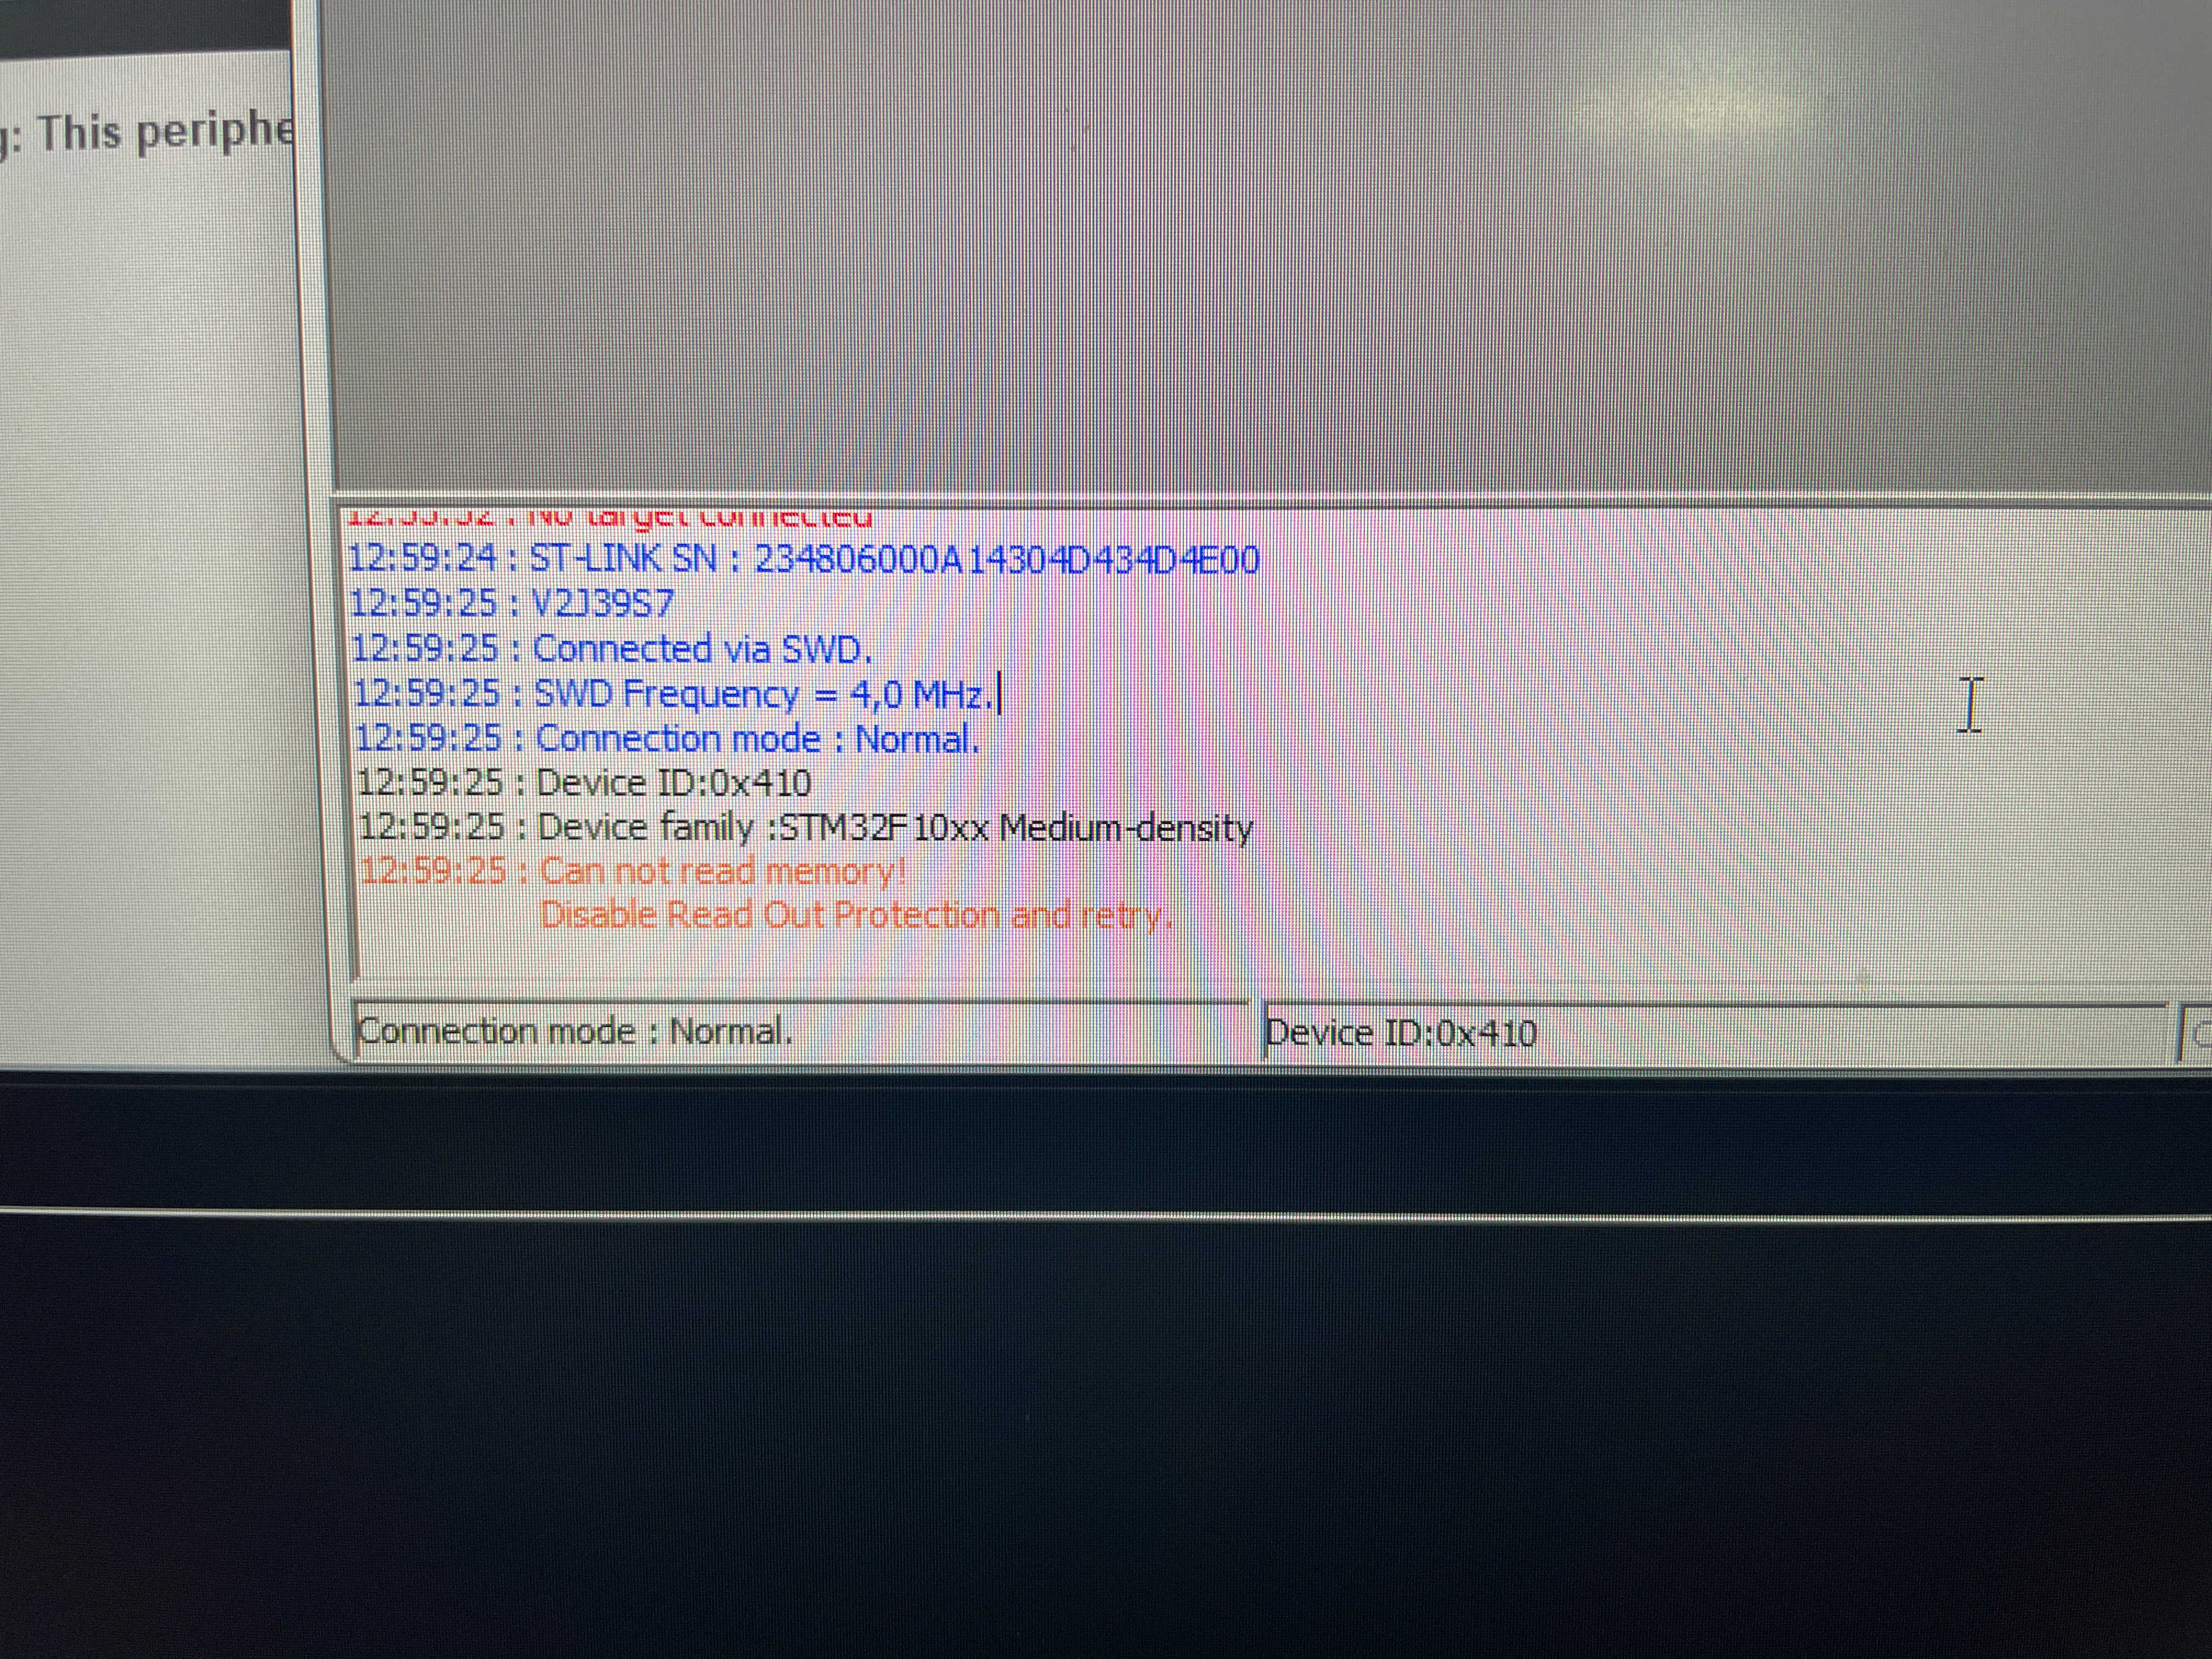 g: This periphe
No target connected
12:59:24 : ST-LINK SN : 234806000A14304D434D4E00
12:59:25 : V2J39S7
12:59:25 : Connected via SWD.
12:59:25 : SWD Frequency = 4,0 MHz.
12:59:25 : Connection mode : Normal.
12:59:25 : Device ID:0x410
12:59:25 : Device family :STM32F10xx Medium-density
12:59:25 : Can not read memory!
Disable Read Out Protection and retry.
Connection mode : Normal.
Device ID:0x410